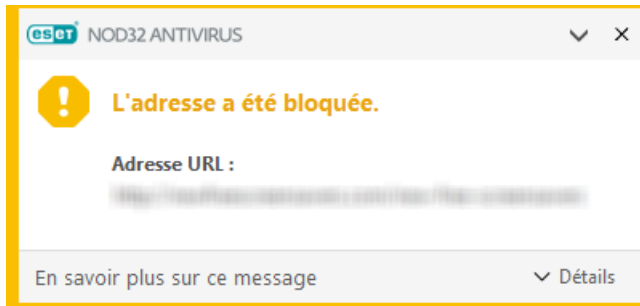 eset NOD32 ANTIVIRUS
L'adresse a été bloquée.
Adresse URL :
En savoir plus sur ce message
Détails